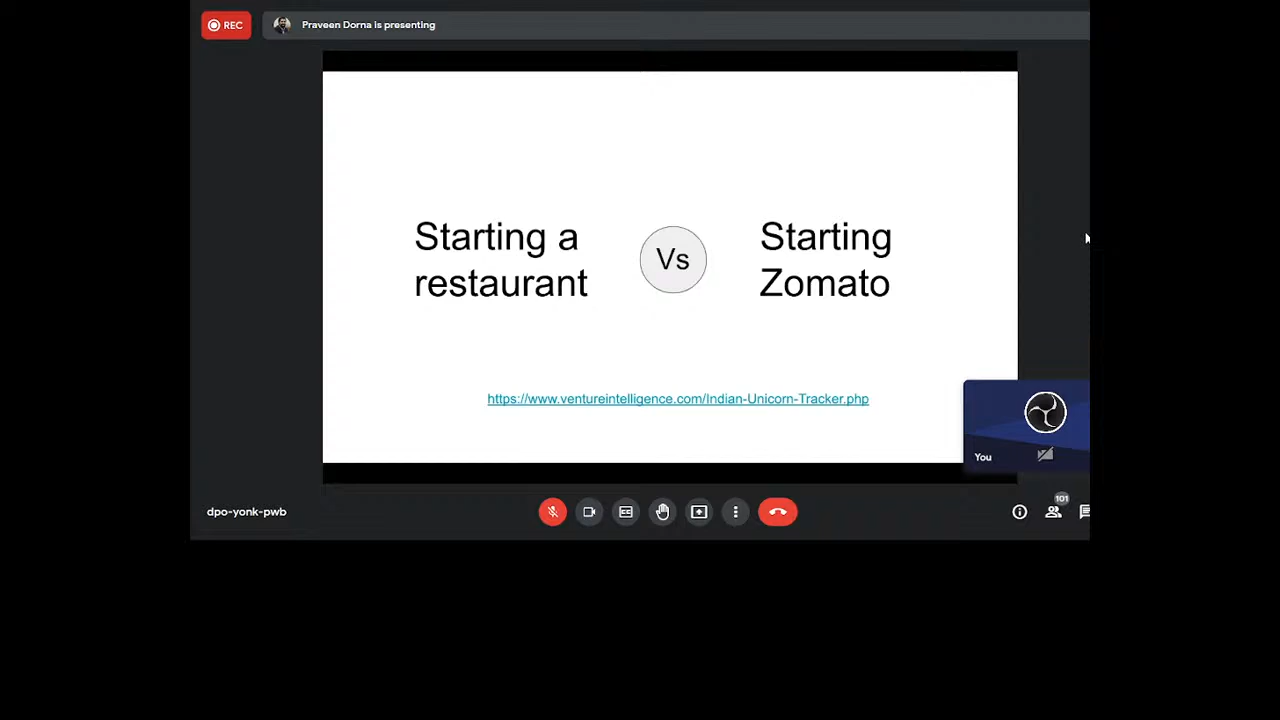 REC
Praveen Dorna is presenting
Starting a
restaurant
Vs
Starting
Zomato
https://www.ventureintelligence.com/Indian-Unicorn-Tracker.php
You
dpo-yonk-pwb
CC
101